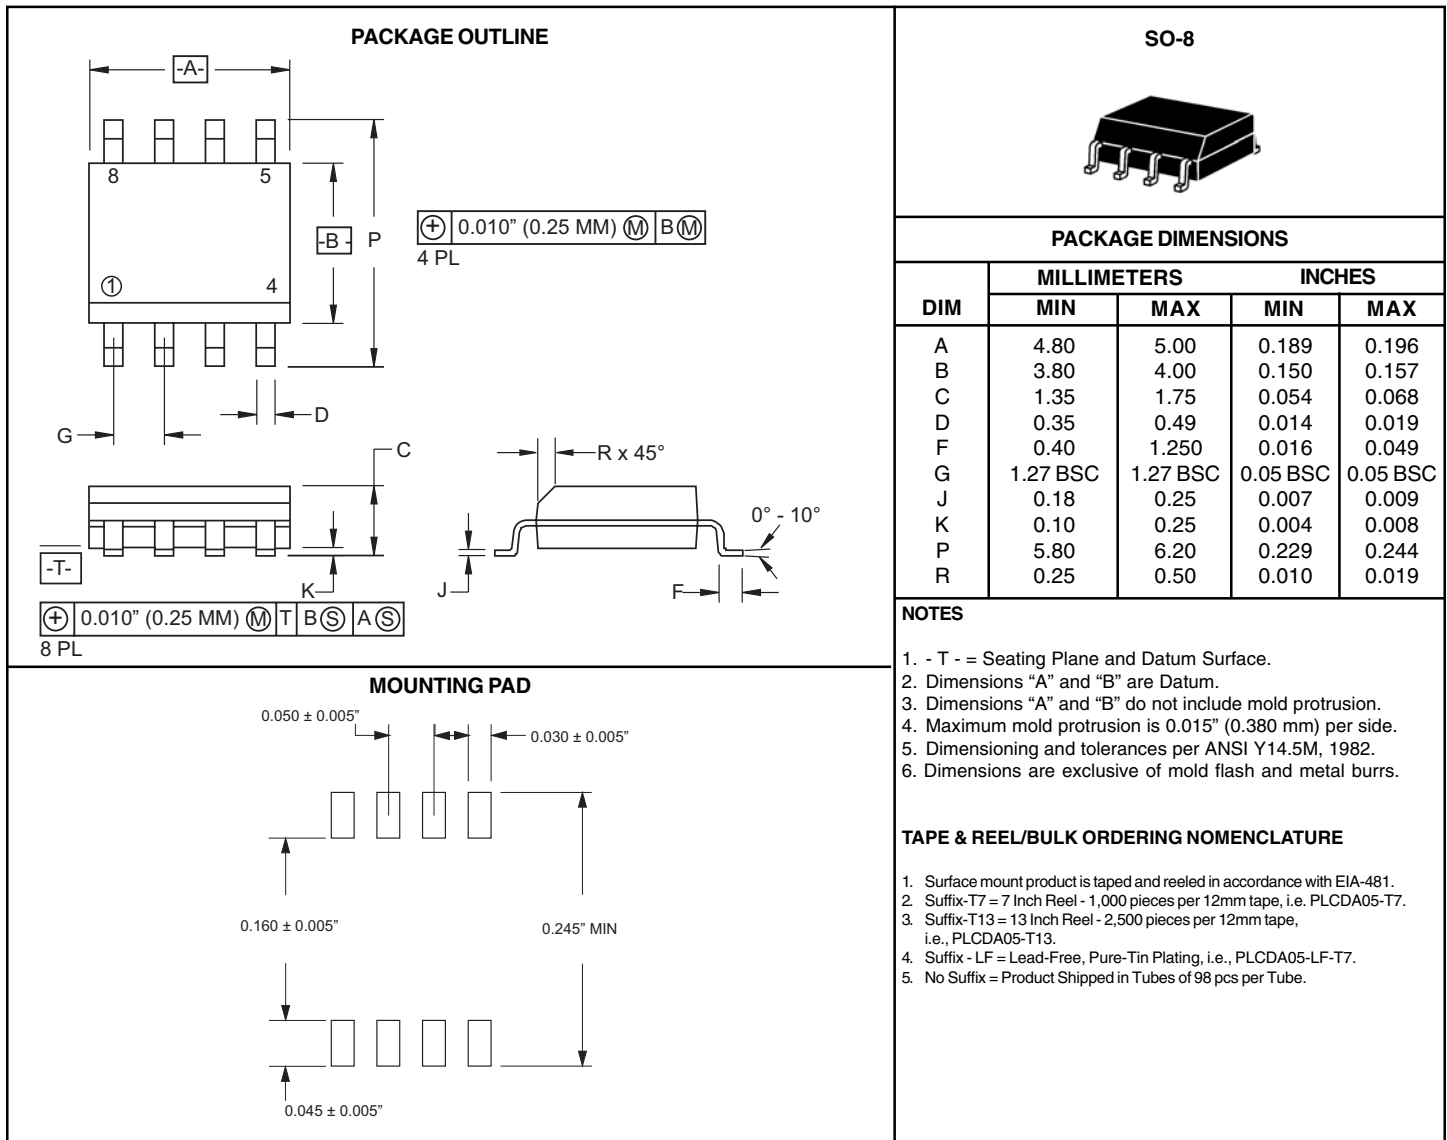 PACKAGE OUTLINE
-A-
8 5
-B -
P
1 4
0.010” (0.25 MM) M B M
4 PL
D
G
C
R x 45°
0° - 10°
-T-
K
J
F
0.010” (0.25 MM) M T B S A S
8 PL
MOUNTING PAD
0.050 ± 0.005”
0.030 ± 0.005”
0.160 ± 0.005”
0.245” MIN
0.045 ± 0.005”
SO-8
PACKAGE DIMENSIONS
MILLIMETERS INCHES
DIM MIN MAX MIN MAX
A 4.80 5.00 0.189 0.196
B 3.80 4.00 0.150 0.157
C 1.35 1.75 0.054 0.068
D 0.35 0.49 0.014 0.019
F 0.40 1.250 0.016 0.049
G 1.27 BSC 1.27 BSC 0.05 BSC 0.05 BSC
J 0.18 0.25 0.007 0.009
K 0.10 0.25 0.004 0.008
P 5.80 6.20 0.229 0.244
R 0.25 0.50 0.010 0.019
NOTES
1. - T - = Seating Plane and Datum Surface.
2. Dimensions “A” and “B” are Datum.
3. Dimensions “A” and “B” do not include mold protrusion.
4. Maximum mold protrusion is 0.015” (0.380 mm) per side.
5. Dimensioning and tolerances per ANSI Y14.5M, 1982.
6. Dimensions are exclusive of mold flash and metal burrs.
TAPE & REEL/BULK ORDERING NOMENCLATURE
1. Surface mount product is taped and reeled in accordance with EIA-481.
2. Suffix-T7 = 7 Inch Reel - 1,000 pieces per 12mm tape, i.e. PLCDA05-T7.
3. Suffix-T13 = 13 Inch Reel - 2,500 pieces per 12mm tape,
i.e., PLCDA05-T13.
4. Suffix - LF = Lead-Free, Pure-Tin Plating, i.e., PLCDA05-LF-T7.
5. No Suffix = Product Shipped in Tubes of 98 pcs per Tube.